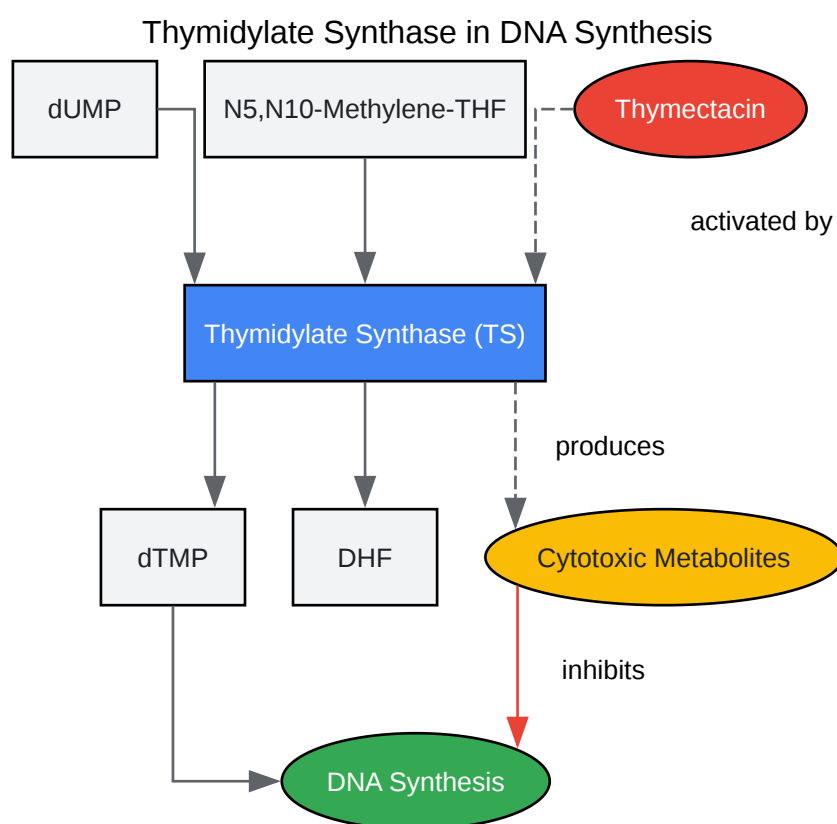 Thymidylate Synthase in DNA Synthesis
dUMP
N5,N10-Methylene-THF
Thymectacin
activated by
Thymidylate Synthase (TS)
produces
dTMP
DHF
Cytotoxic Metabolites
inhibits
DNA Synthesis